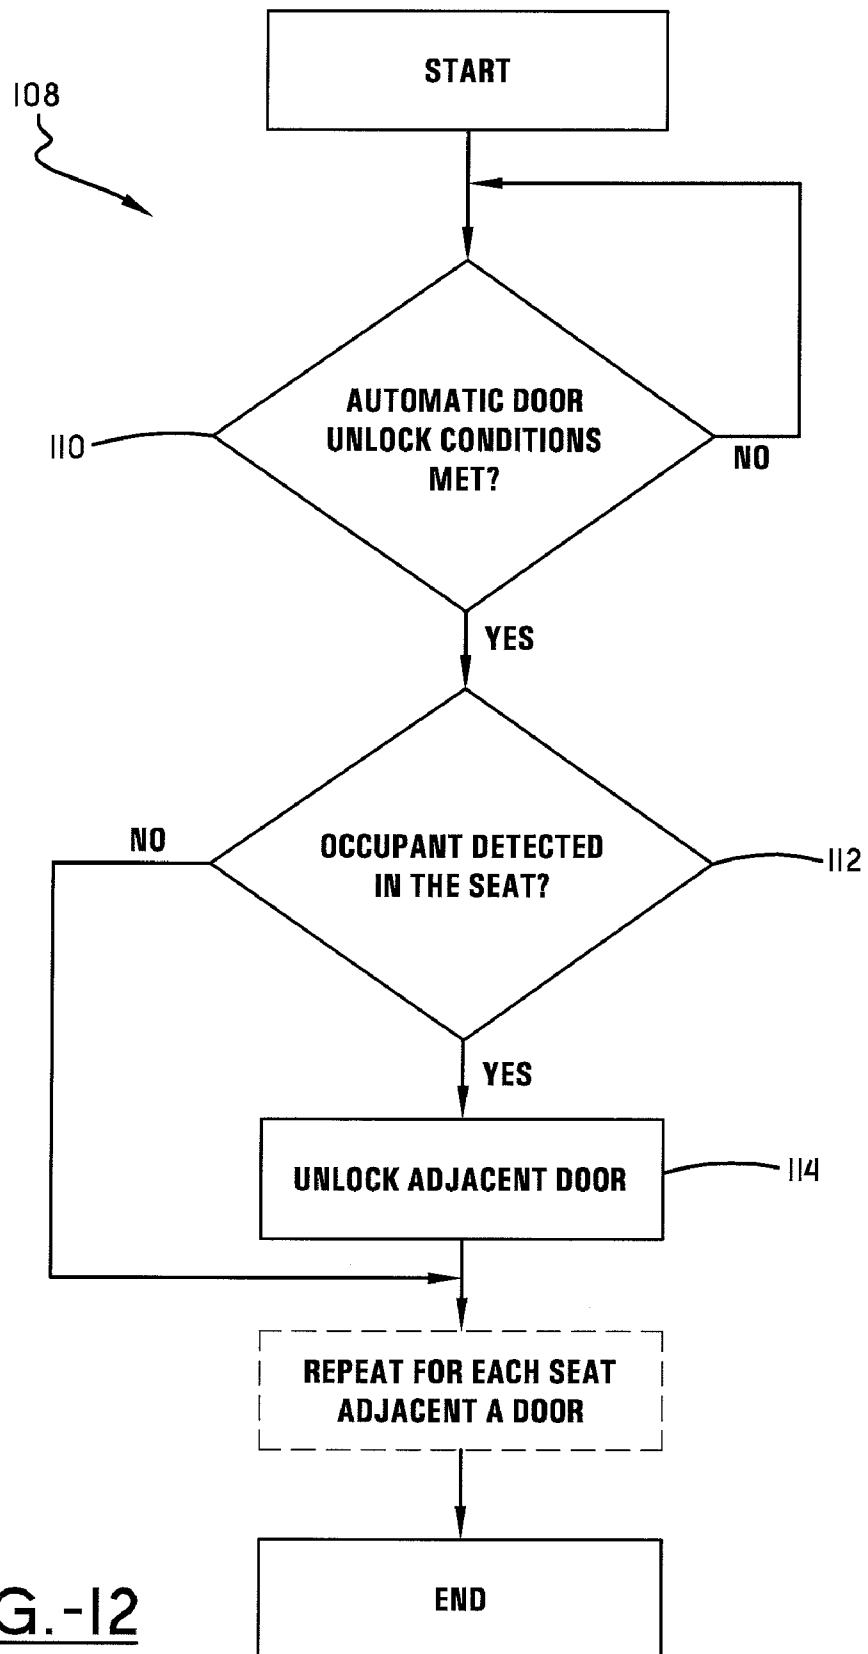 START
108
AUTOMATIC DOOR
UNLOCK CONDITIONS
MET?
110
NO
YES
NO
OCCUPANT DETECTED
IN THE SEAT?
112
YES
UNLOCK ADJACENT DOOR
114
REPEAT FOR EACH SEAT
ADJACENT A DOOR
END
G.-12